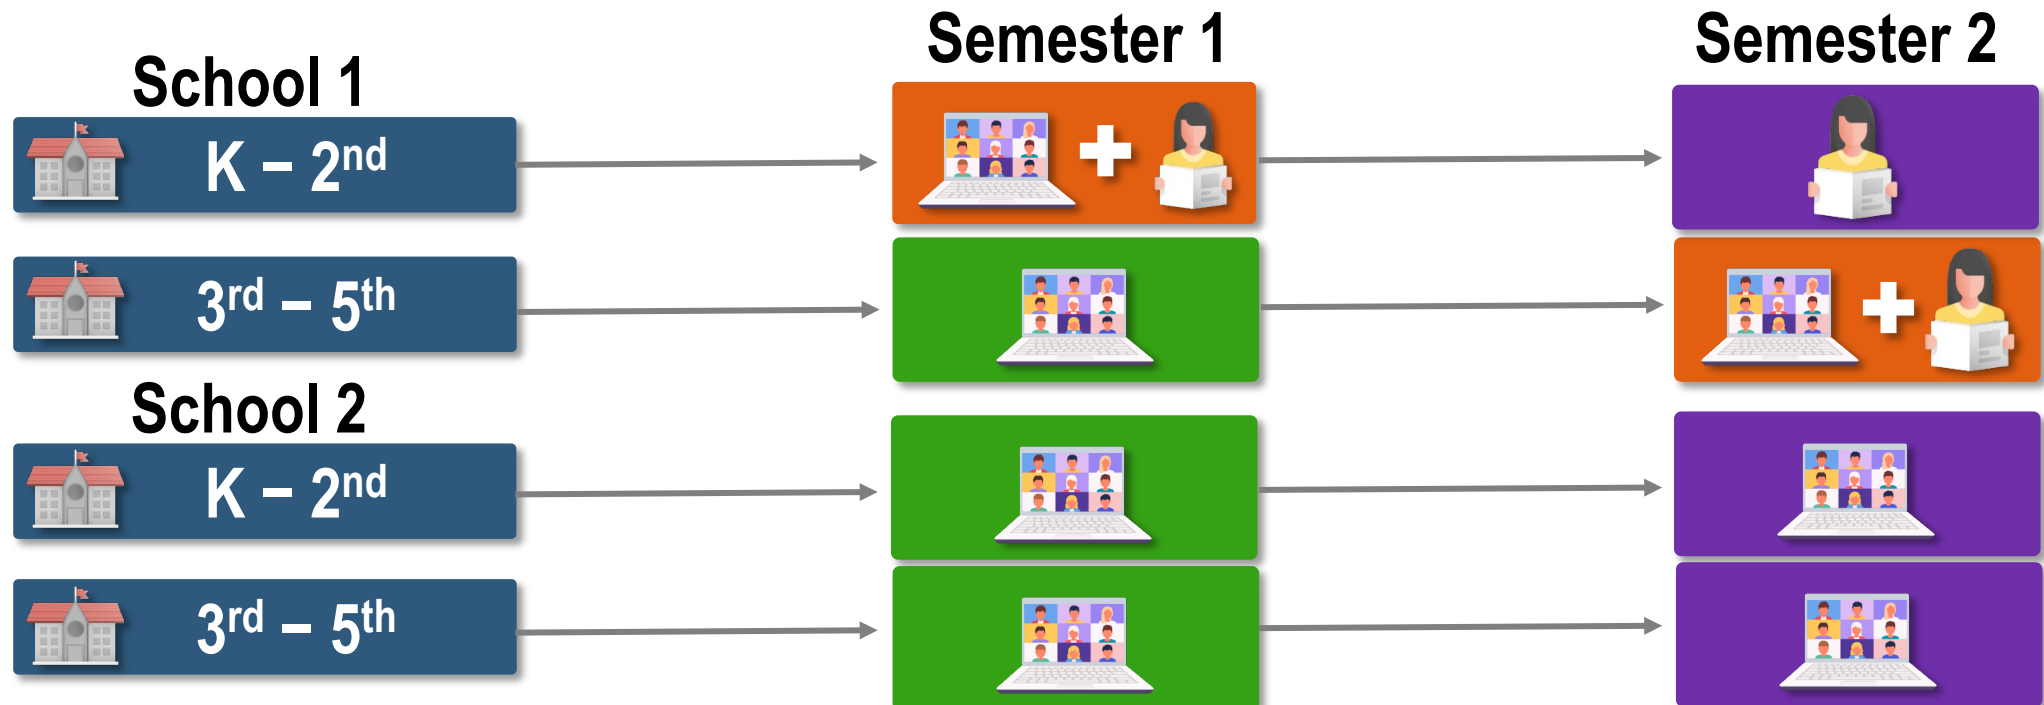 Semester 1
Semester 2
School 1
K – 2nd
3rd – 5th
School 2
K – 2nd
3rd – 5th